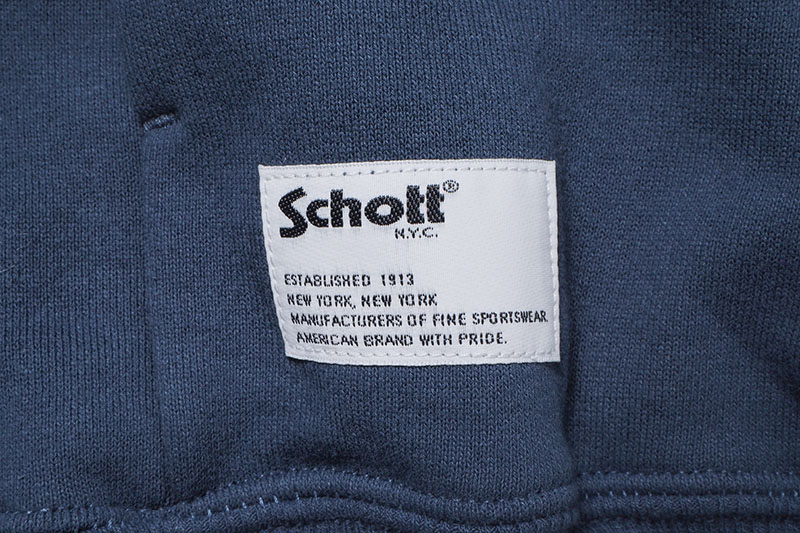 Schott®
N.Y.C.
ESTABLISHED 1913
NEW YORK, NEW YORK
MANUFACTURERS OF FINE SPORTSWEAR.
AMERICAN BRAND WITH PRIDE.